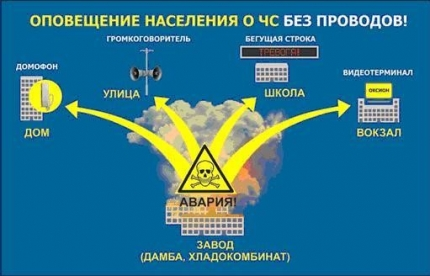 ОПОВЕЩЕНИЕ НАСЕЛЕНИЯ О ЧС БЕЗ ПРОВОДОВ!
ГРОМКОГОВОРИТЕЛЬ
БЕГУЩАЯ СТРОКА
ТРЕВОГА!
ДОМОФОН
ВИДЕОТЕРМИНАЛ
УЛИЦА
ШКОЛА
ОКСИОН
ДОМ
ВОКЗАЛ
АВАРИЯ!
ЗАВОД
(ДАМБА, ХЛАДОКОМБИНАТ)